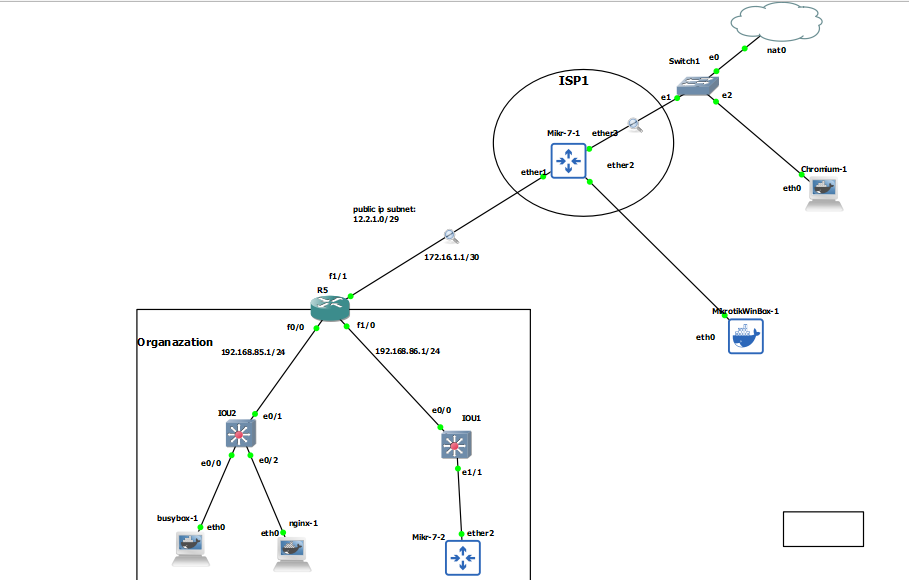 nat0
e0
Switch1
ISP1
e1
e2
Mikr-7-1
ether3
ether2
ether1
Chromium-1
eth0
public ip subnet:
12.2.1.0/29
172.16.1.1/30
f1/1
R5
MikrotikWinBox-1
eth0
f0/0
f1/0
Organazation
192.168.85.1/24
192.168.86.1/24
IOU2
e0/1
e0/0
IOU1
e0/0
e0/2
e1/1
busybox-1
eth0
nginx-1
eth0
Mikr-7-2
ether2